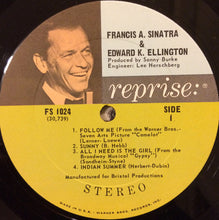 FRANCIS A. SINATRA
&
EDWARD K. ELLINGTON
Produced by Sonny Burke
Engineer: Lee Herschberg
reprise:
FS 1024
(30,739)
SIDE
1
1 - FOLLOW ME (From the Warner Bros.-
Seven Arts Picture "Camelot")
(Lerner-Loewe)
2 - SUNNY (B. Hebb)
3 - ALL I NEED IS THE GIRL (From the
Broadway Musical "Gypsy")
(Sondheim-Styne)
4 - INDIAN SUMMER (Herbert-Dubin)
Manufactured for Bristol Productions
STEREO
MADE IN U.S.A.